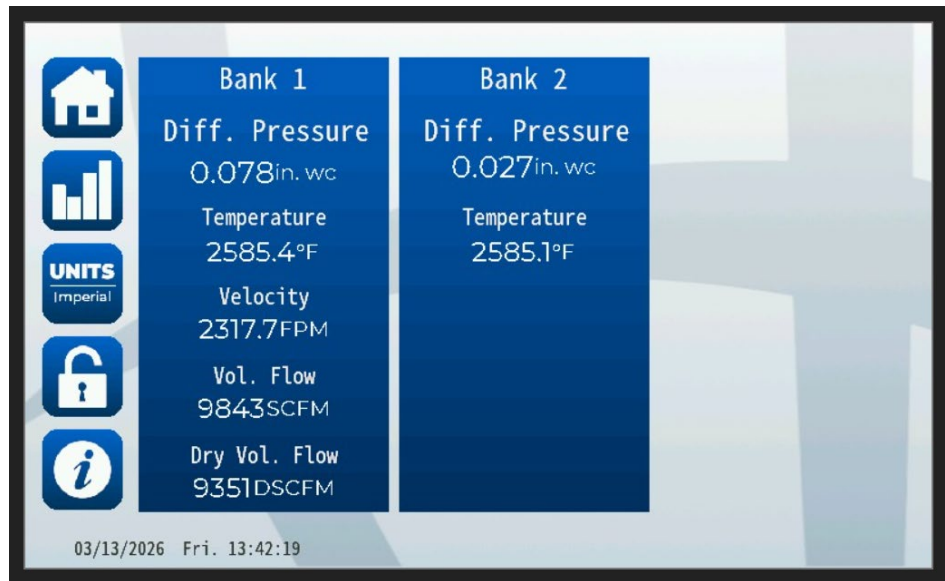 UNITS
Imperial
Bank 1
Diff. Pressure
0.078in. wc
Temperature
2585.4°F
Velocity
2317.7FPM
Vol. Flow
9843SCFM
Dry Vol. Flow
9351DSCFM
Bank 2
Diff. Pressure
0.027in. wc
Temperature
2585.1°F
03/13/2026 Fri. 13:42:19